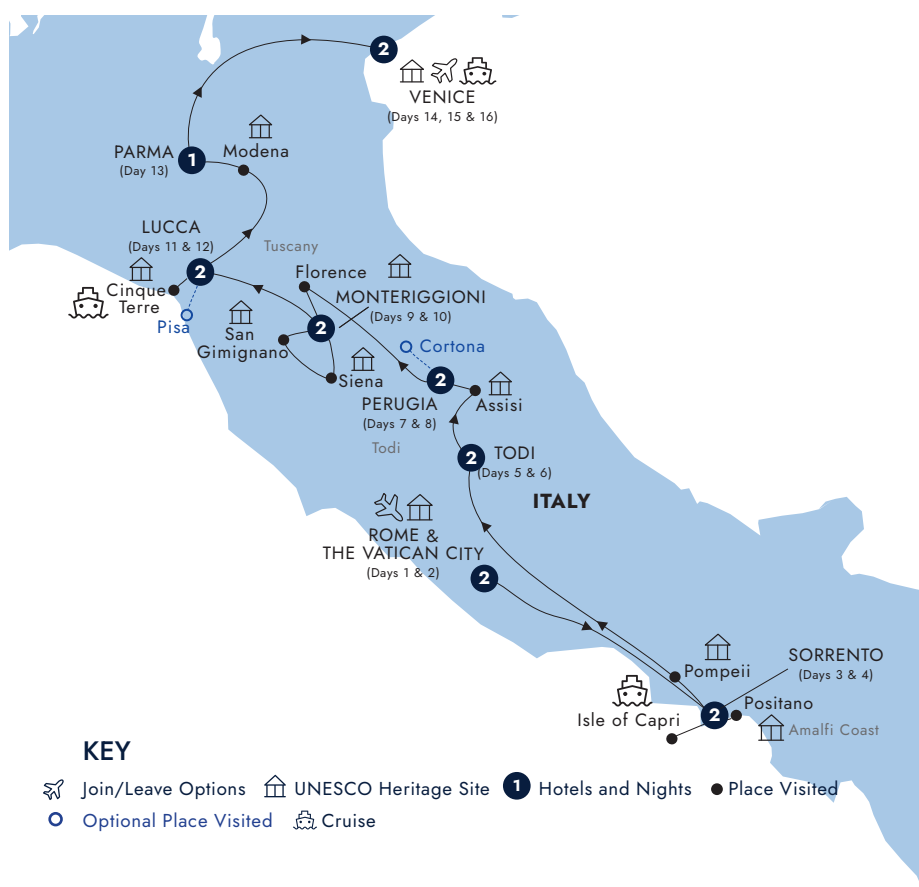 2
VENICE
(Days 14, 15 & 16)
PARMA
(Day 13)
1
Modena
LUCCA
(Days 11 & 12)
2
Tuscany
Cinque
Terre
Pisa
Florence
MONTERIGGIONI
(Days 9 & 10)
2
San
Gimignano
Siena
Cortona
2
PERUGIA
(Days 7 & 8)
Assisi
Todi
2
TODI
(Days 5 & 6)
ITALY
ROME &
THE VATICAN CITY
(Days 1 & 2)
2
Pompeii
SORRENTO
(Days 3 & 4)
Isle of Capri
2
Positano
Amalfi Coast
KEY
Join/Leave Options
UNESCO Heritage Site
1
Hotels and Nights
Place Visited
Optional Place Visited
Cruise